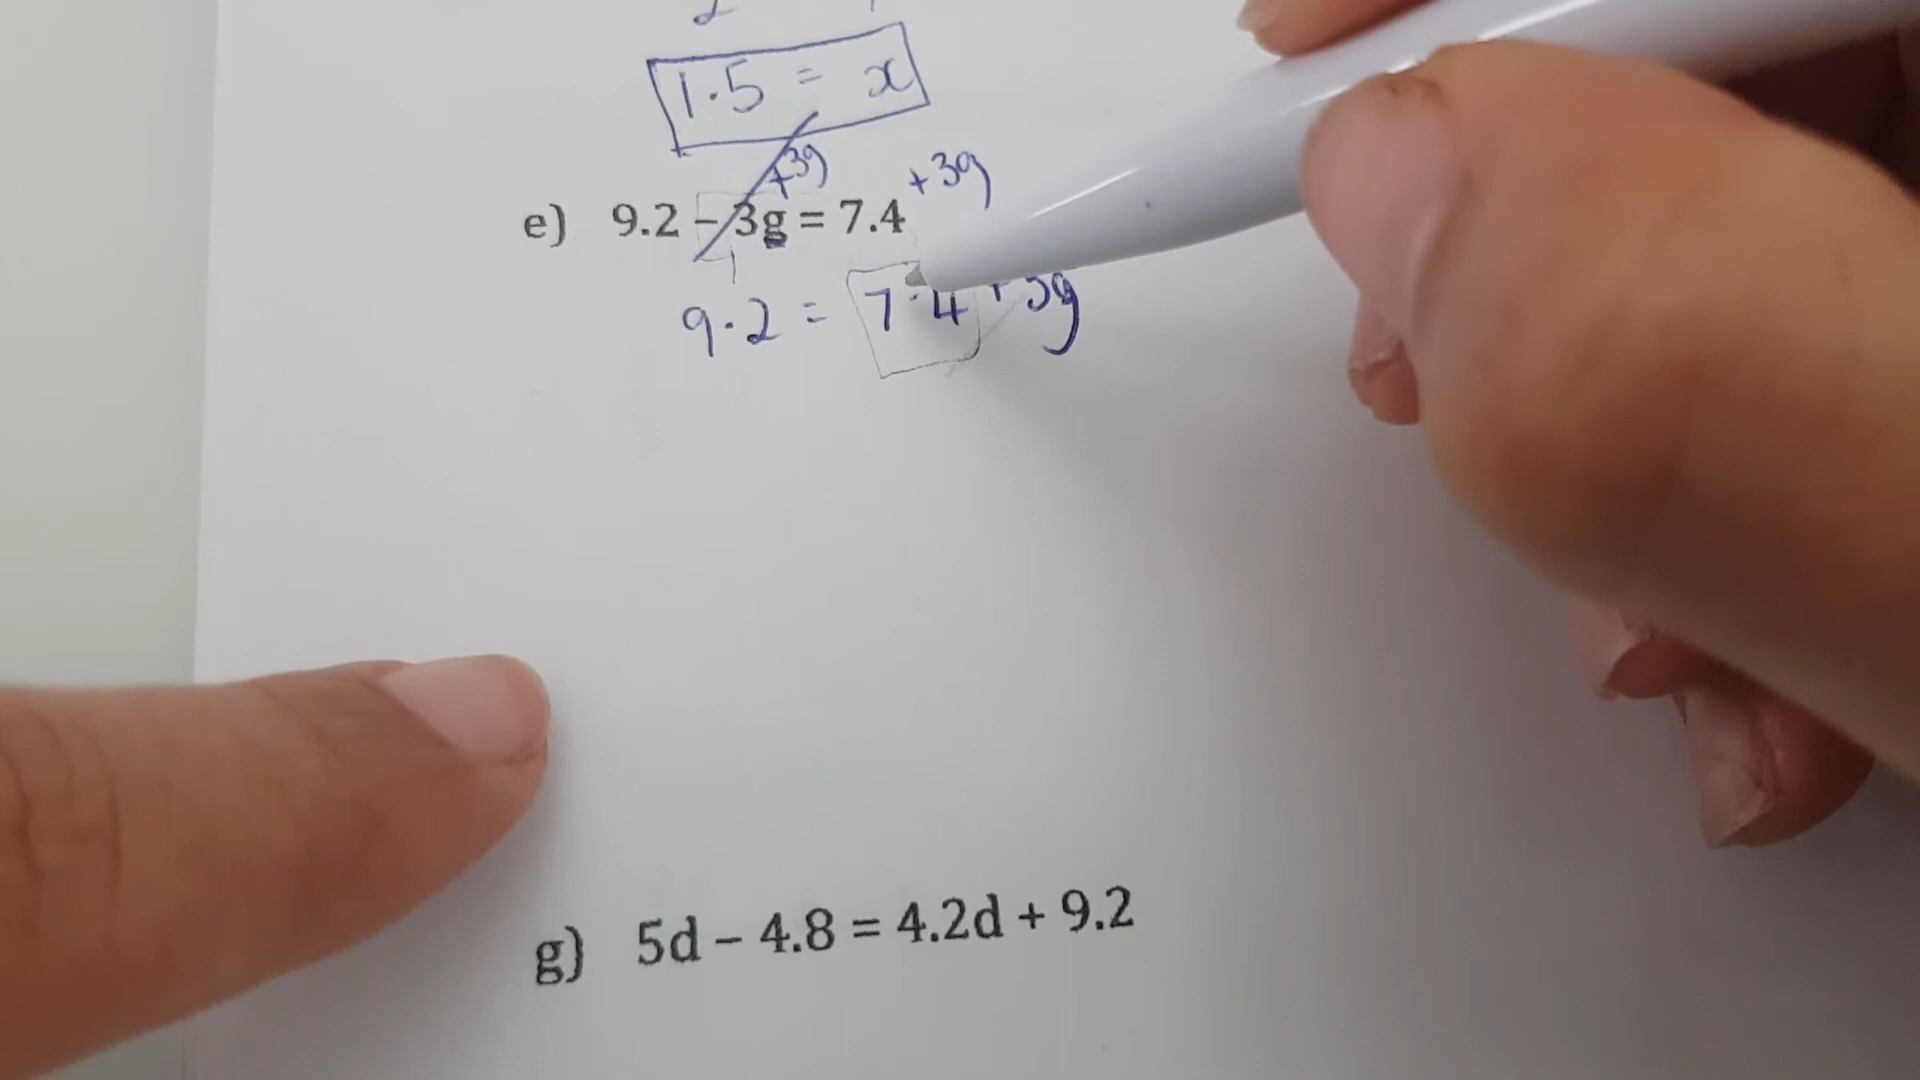 1.5 = x
+3g +3g
e) 9.2 - 3g = 7.4
9.2 = 7.4 + 3g
g) 5d – 4.8 = 4.2d + 9.2